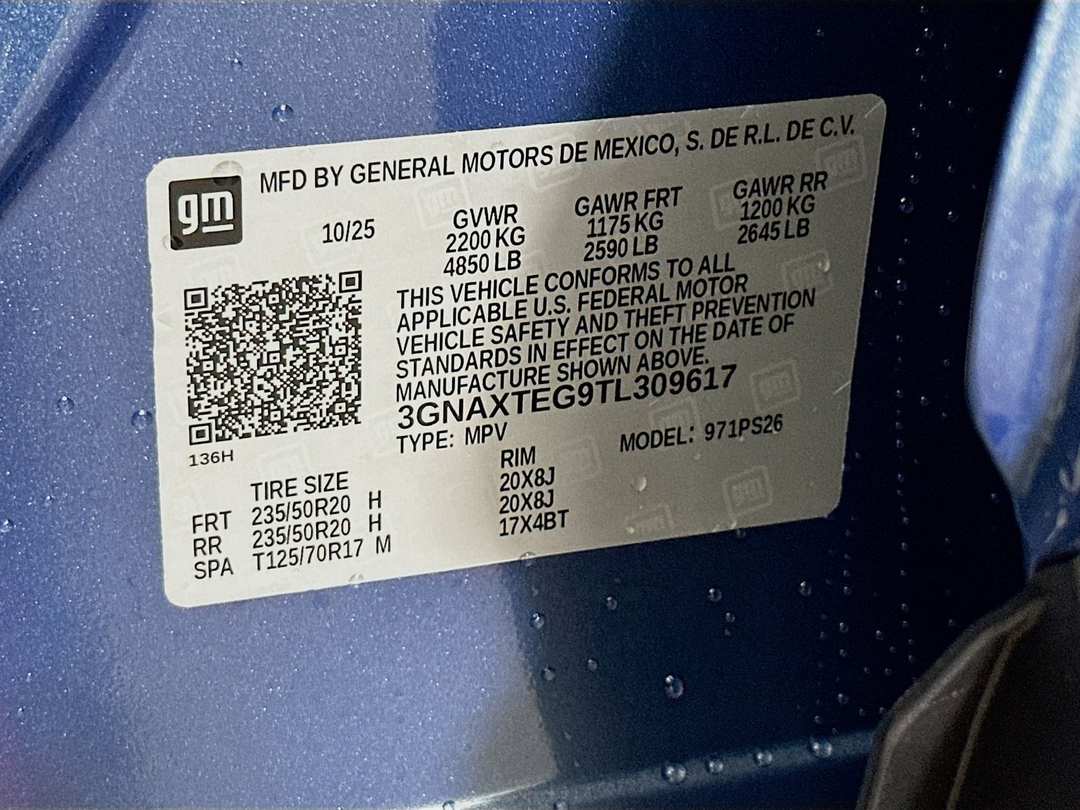 gm
MFD BY GENERAL MOTORS DE MEXICO, S. DE R.L. DE C.V.
10/25 GVWR GAWR FRT GAWR RR
2200 KG 1175 KG 1200 KG
4850 LB 2590 LB 2645 LB
THIS VEHICLE CONFORMS TO ALL
APPLICABLE U.S. FEDERAL MOTOR
VEHICLE SAFETY AND THEFT PREVENTION
STANDARDS IN EFFECT ON THE DATE OF
MANUFACTURE SHOWN ABOVE.
3GNAXTEG9TL309617
TYPE: MPV MODEL: 971PS26
136H
TIRE SIZE RIM
FRT 235/50R20 H 20X8J
RR 235/50R20 H 20X8J
SPA T125/70R17 M 17X4BT